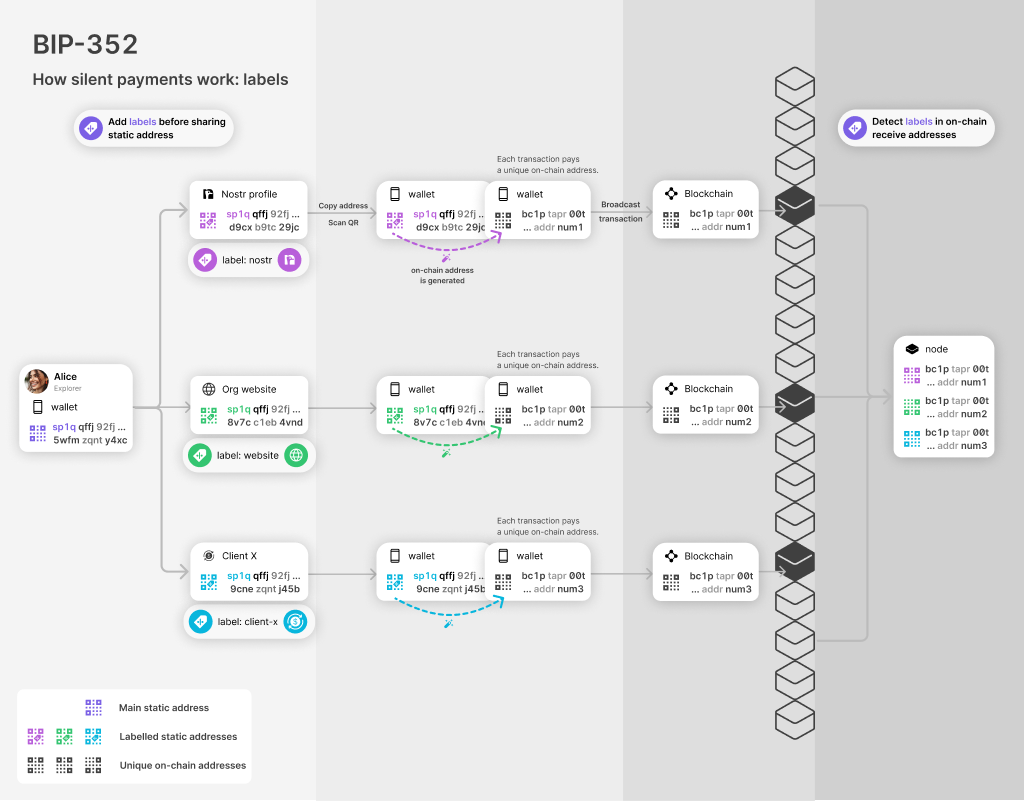 BIP-352
How silent payments work: labels
Add labels before sharing
static address
Detect labels in on-chain
receive addresses
Each transaction pays
a unique on-chain address.
Nostr profile
sp1q qffj 92fj ...
d9cx b9tc 29jc
label: nostr
Copy address
Scan QR
wallet
sp1q qffj 92fj ...
d9cx b9tc 29jc
wallet
bc1p tapr 00t
... addr num1
on-chain address
is generated
Broadcast
transaction
Blockchain
bc1p tapr 00t
... addr num1
Alice
Explorer
wallet
sp1q qffj 92fj ...
5wfm zqnt y4xc
Each transaction pays
a unique on-chain address.
Org website
sp1q qffj 92fj ...
8v7c c1eb 4vnd
label: website
wallet
sp1q qffj 92fj ...
8v7c c1eb 4vnd
wallet
bc1p tapr 00t
... addr num2
Blockchain
bc1p tapr 00t
... addr num2
node
bc1p tapr 00t
... addr num1
bc1p tapr 00t
... addr num2
bc1p tapr 00t
... addr num3
Each transaction pays
a unique on-chain address.
Client X
sp1q qffj 92fj ...
9cne zqnt j45b
label: client-x
wallet
sp1q qffj 92fj ...
9cne zqnt j45b
wallet
bc1p tapr 00t
... addr num3
Blockchain
bc1p tapr 00t
... addr num3
Main static address
Labelled static addresses
Unique on-chain addresses